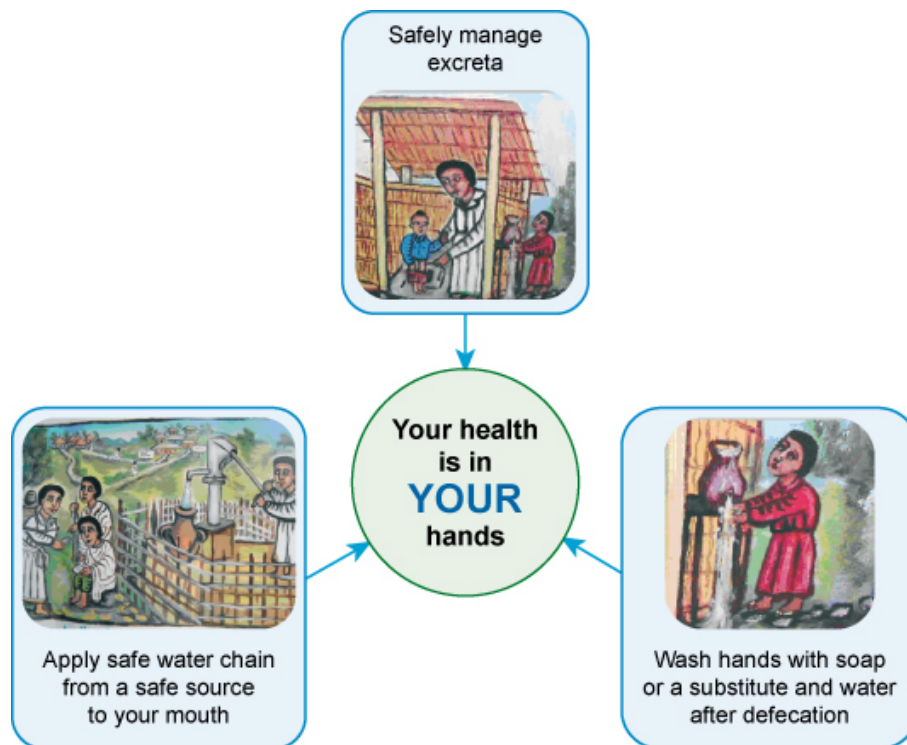 Safely manage
excreta
Your health
is in
YOUR
hands
Apply safe water chain
from a safe source
to your mouth
Wash hands with soap
or a substitute and water
after defecation